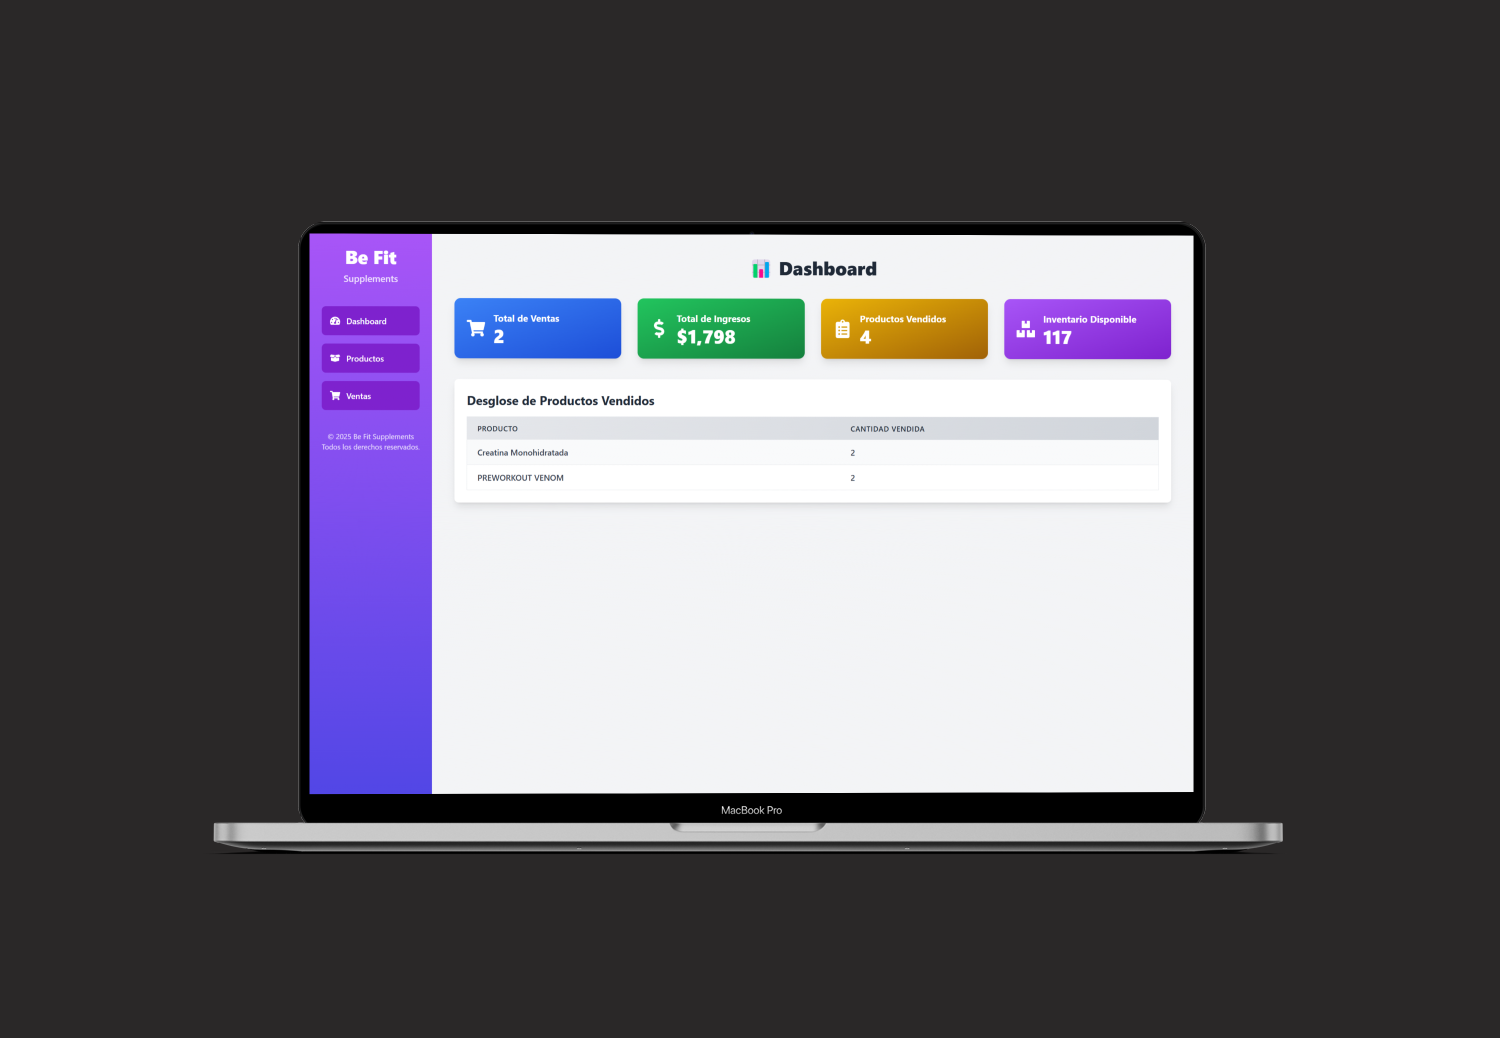 Be Fit
Supplements
Dashboard
Productos
Ventas
© 2025 Be Fit Supplements
Todos los derechos reservados.
Dashboard
Total de Ventas
2
Total de Ingresos
$1,798
Productos Vendidos
4
Inventario Disponible
117
Desglose de Productos Vendidos
PRODUCTO CANTIDAD VENDIDA
Creatina Monohidratada 2
PREWORKOUT VENOM 2
MacBook Pro